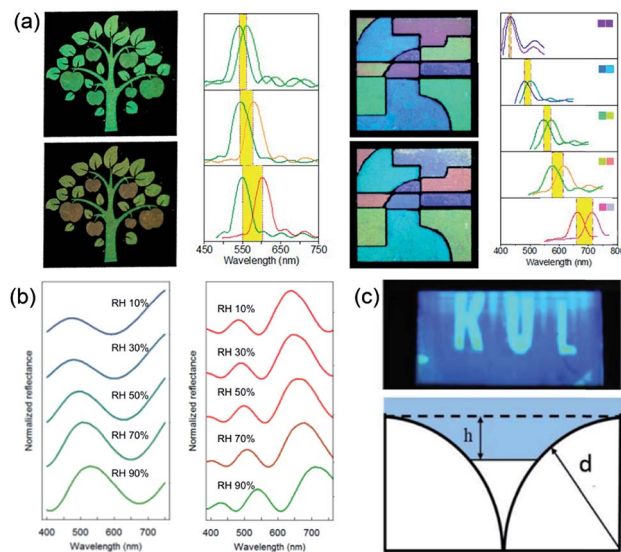 (a)
450 550 650 750
Wavelength (nm)
400 500 600 700 800
Wavelength (nm)
(b)
Normalized reflectance
RH 10%
RH 30%
RH 50%
RH 70%
RH 90%
400 500 600 700
Wavelength (nm)
Normalized reflectance
RH 10%
RH 30%
RH 50%
RH 70%
RH 90%
400 500 600 700
Wavelength (nm)
(c)
KUL
h
d